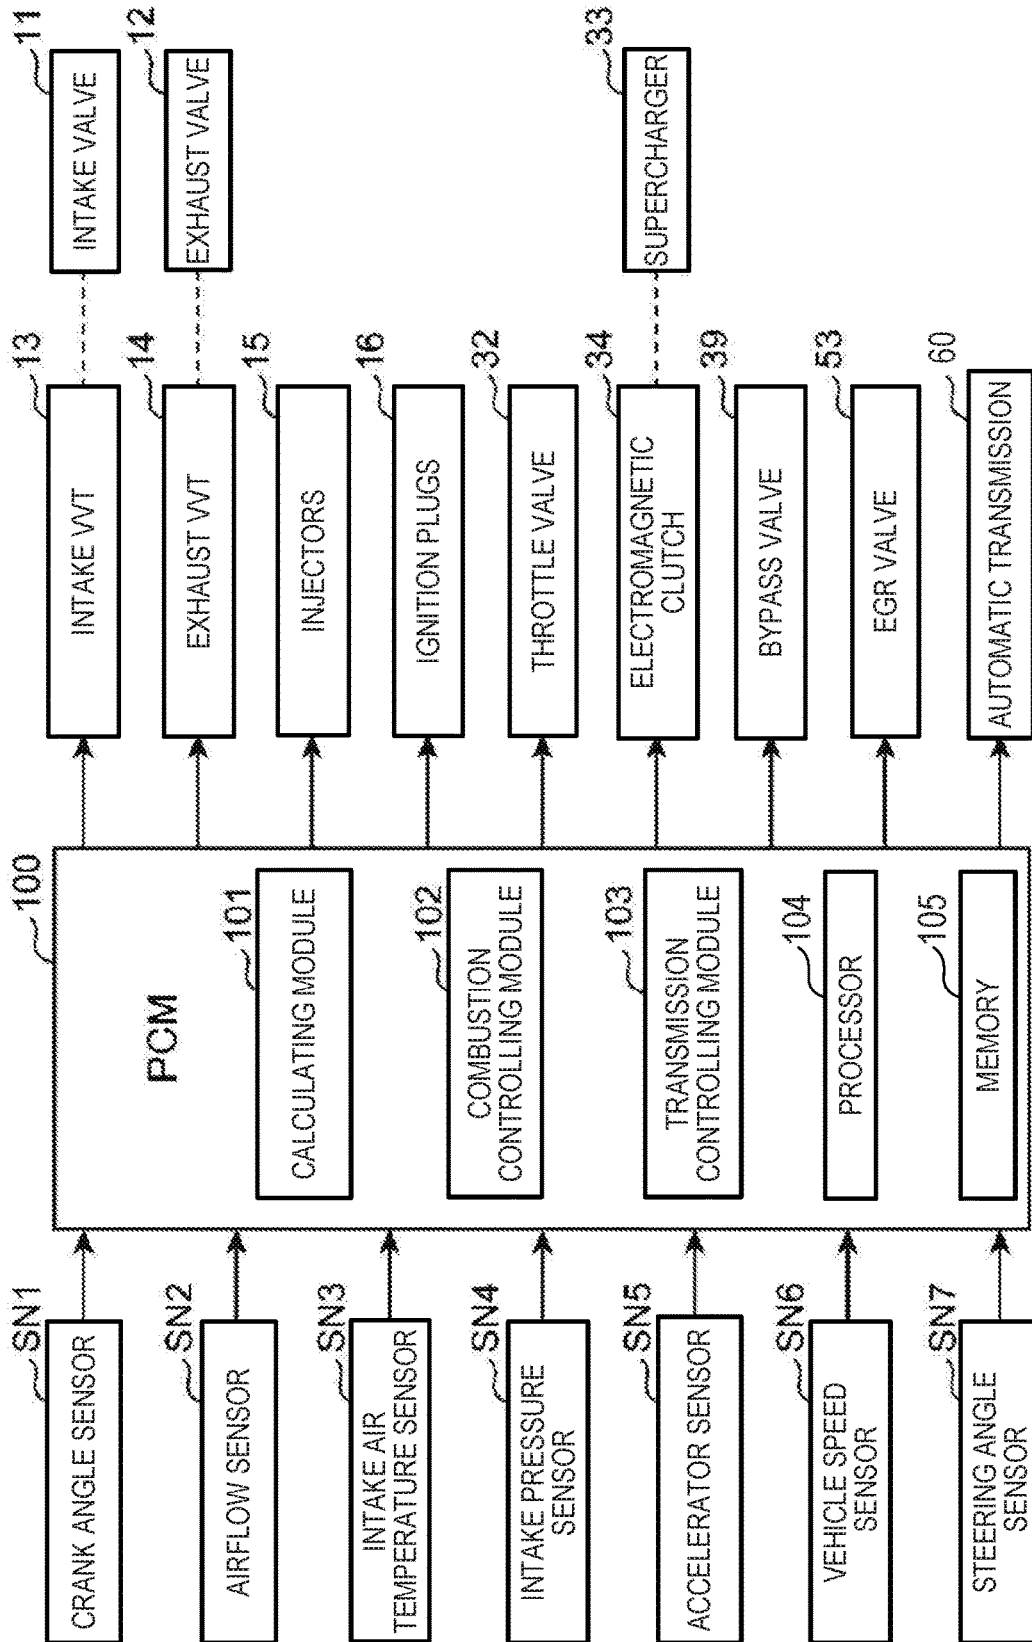 SN1
CRANK ANGLE SENSOR
SN2
AIRFLOW SENSOR
SN3
INTAKE AIR
TEMPERATURE SENSOR
SN4
INTAKE PRESSURE
SENSOR
SN5
ACCELERATOR SENSOR
SN6
VEHICLE SPEED
SENSOR
SN7
STEERING ANGLE
SENSOR
100
PCM
101
CALCULATING MODULE
102
COMBUSTION
CONTROLLING MODULE
103
TRANSMISSION
CONTROLLING MODULE
104
PROCESSOR
105
MEMORY
13
INTAKE VVT
14
EXHAUST VVT
15
INJECTORS
16
IGNITION PLUGS
32
THROTTLE VALVE
34
ELECTROMAGNETIC
CLUTCH
39
BYPASS VALVE
53
EGR VALVE
60
AUTOMATIC TRANSMISSION
11
INTAKE VALVE
12
EXHAUST VALVE
33
SUPERCHARGER